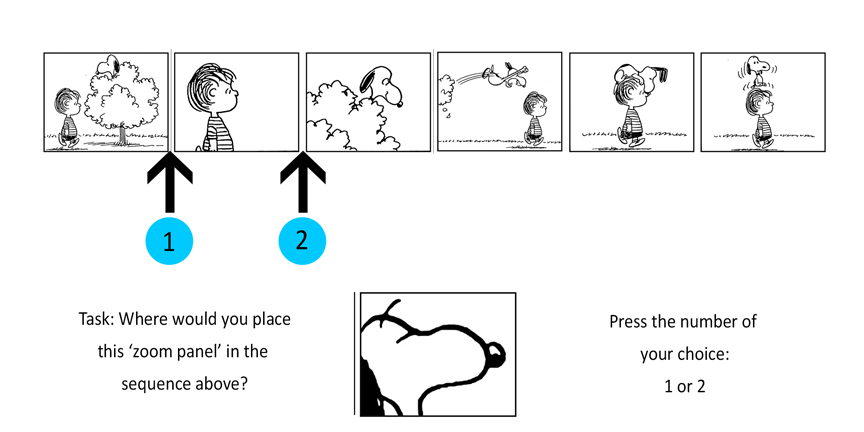 1
2
Task: Where would you place
this ‘zoom panel’ in the
sequence above?
Press the number of
your choice:
1 or 2